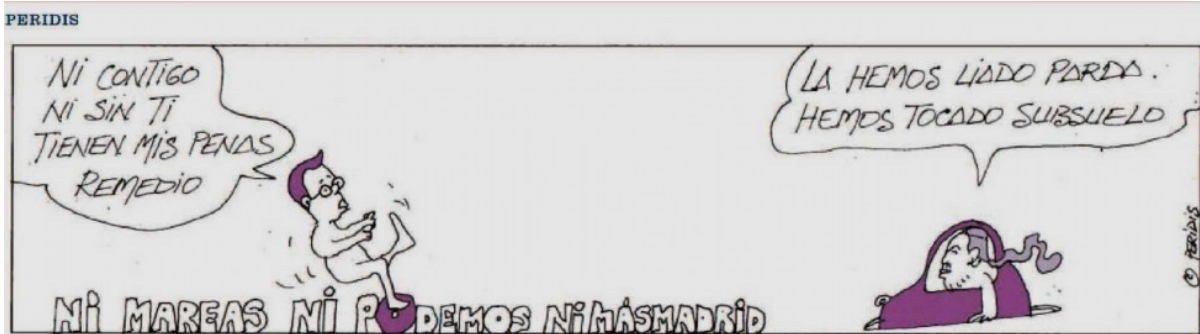 PERIDIS
NI CONTIGO
NI SIN TI
TIENEN MIS PENAS
REMEDIO
LA HEMOS LIADO PARDA.
HEMOS TOCADO SUBSUELO
NI MAREAS NI PODEMOS NI MÁSMADRID
© PERIDIS